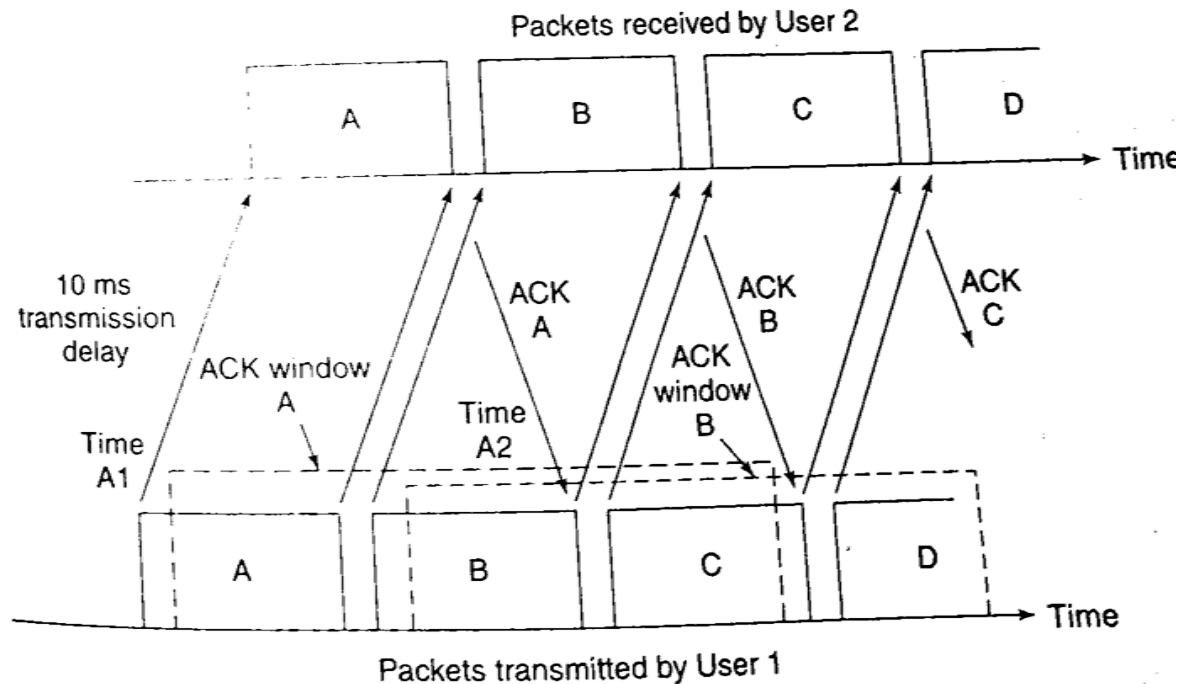 Packets received by User 2
A
B
C
D
Time
10 ms
transmission
delay
ACK
A
ACK
B
ACK
C
ACK window
A
ACK
window
B
Time
A1
Time
A2
A
B
C
D
Time
Packets transmitted by User 1